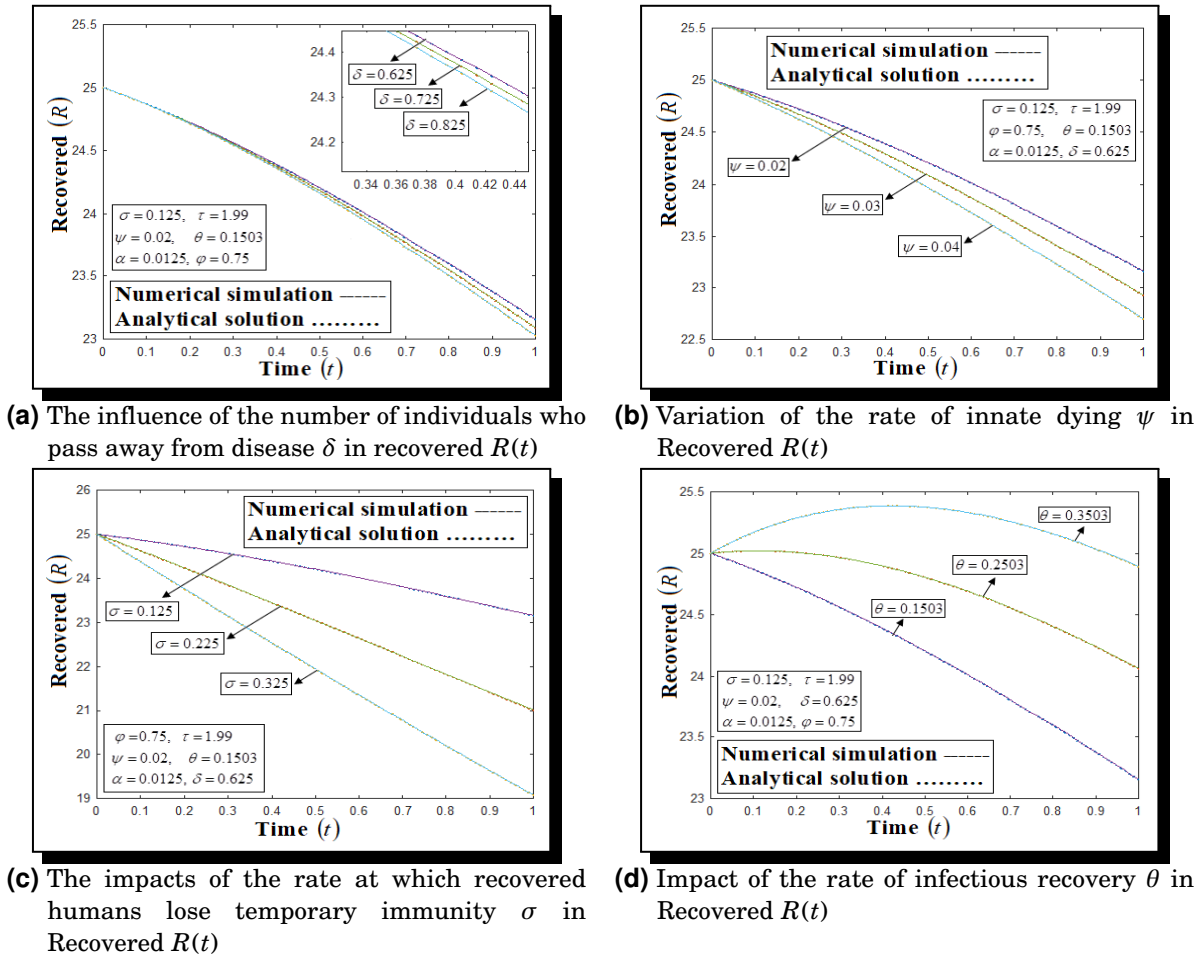 24.4
24.3
24.2
0.34 0.36 0.38 0.4 0.42 0.44
δ = 0.625
δ = 0.725
δ = 0.825
25
24.5
24
23.5
23
Recovered (R)
σ = 0.125, τ = 1.99
ψ = 0.02, θ = 0.1503
α = 0.0125, φ = 0.75
Numerical simulation ------
Analytical solution .........
0 0.1 0.2 0.3 0.4 0.5 0.6 0.7 0.8 0.9 1
Time (t)
(a) The influence of the number of individuals who
pass away from disease δ in recovered R(t)
25.5
25
24.5
24
23.5
23
22.5
Recovered (R)
Numerical simulation ------
Analytical solution .........
σ = 0.125, τ = 1.99
φ = 0.75, θ = 0.1503
α = 0.0125, δ = 0.625
ψ = 0.02
ψ = 0.03
ψ = 0.04
0 0.1 0.2 0.3 0.4 0.5 0.6 0.7 0.8 0.9 1
Time (t)
(b) Variation of the rate of innate dying ψ in
Recovered R(t)
26
25
24
23
22
21
20
19
Recovered (R)
Numerical simulation ------
Analytical solution .........
σ = 0.125
σ = 0.225
σ = 0.325
φ = 0.75, τ = 1.99
ψ = 0.02, θ = 0.1503
α = 0.0125, δ = 0.625
0 0.1 0.2 0.3 0.4 0.5 0.6 0.7 0.8 0.9 1
Time (t)
(c) The impacts of the rate at which recovered
humans lose temporary immunity σ in
Recovered R(t)
25.5
25
24.5
24
23.5
23
Recovered (R)
θ = 0.3503
θ = 0.2503
θ = 0.1503
σ = 0.125, τ = 1.99
ψ = 0.02, δ = 0.625
α = 0.0125, φ = 0.75
Numerical simulation ------
Analytical solution .........
0 0.1 0.2 0.3 0.4 0.5 0.6 0.7 0.8 0.9 1
Time (t)
(d) Impact of the rate of infectious recovery θ in
Recovered R(t)